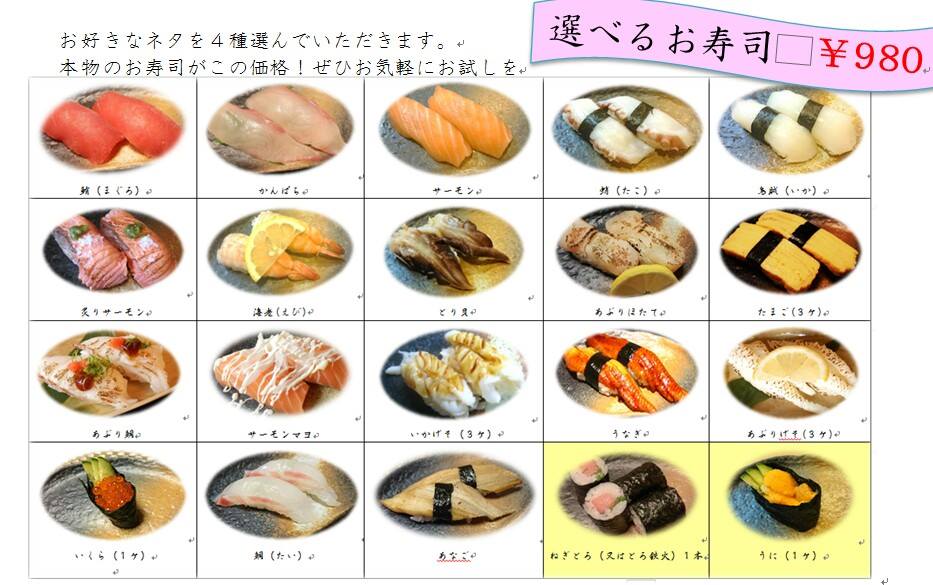 お好きなネタを４種選んでいただきます。
本物のお寿司がこの価格！ぜひお気軽にお試しを
選べるお寿司 ￥980
鮪（まぐろ）
かんぱち
サーモン
蛸（たこ）
烏賊（いか）
炙りサーモン
海老（えび）
とり貝
あぶりほたて
たまご（３ケ）
あぶり鯛
サーモンマヨ
いかげそ（３ケ）
うなぎ
あぶりげそ（３ケ）
いくら（１ケ）
鯛（たい）
あなご
ねぎとろ（又はとろ鉄火）１本
うに（１ケ）